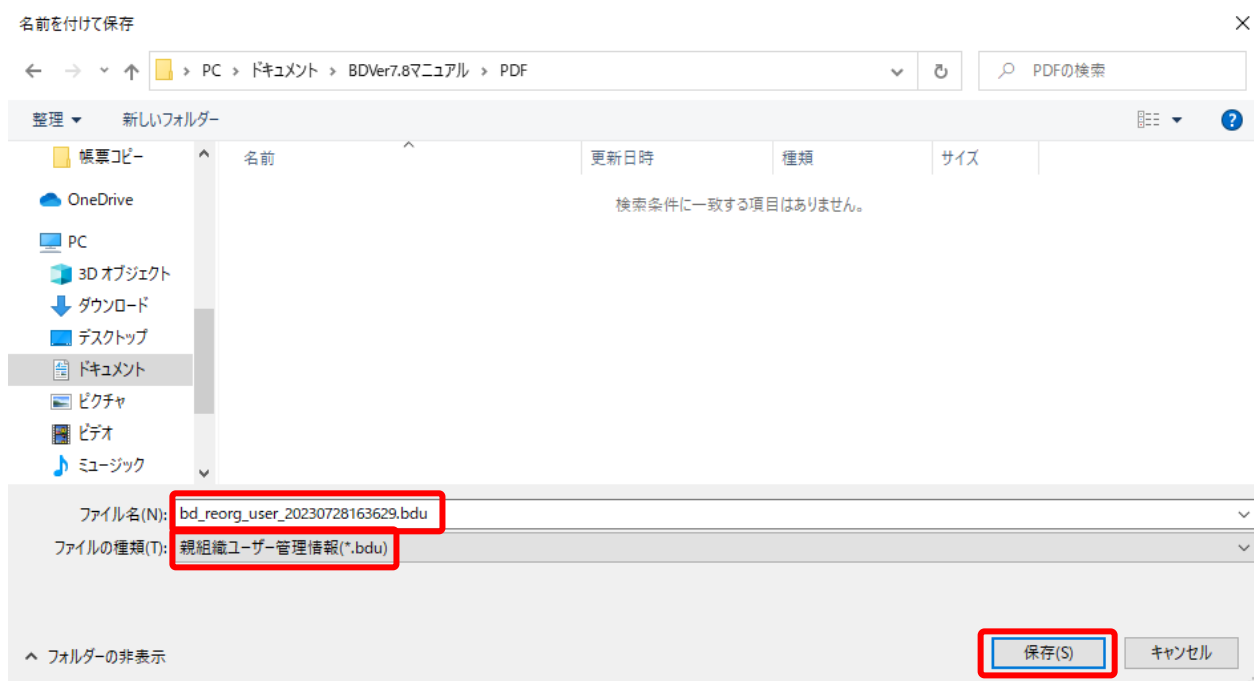 名前を付けて保存
PC › ドキュメント › BDVer7.8マニュアル › PDF
PDFの検索
整理 新しいフォルダー
名前 更新日時 種類 サイズ
検索条件に一致する項目はありません。
帳票コピー
OneDrive
PC
3D オブジェクト
ダウンロード
デスクトップ
ドキュメント
ピクチャ
ビデオ
ミュージック
ファイル名(N): bd_reorg_user_20230728163629.bdu
ファイルの種類(T): 親組織ユーザー管理情報(*.bdu)
フォルダーの非表示
保存(S) キャンセル